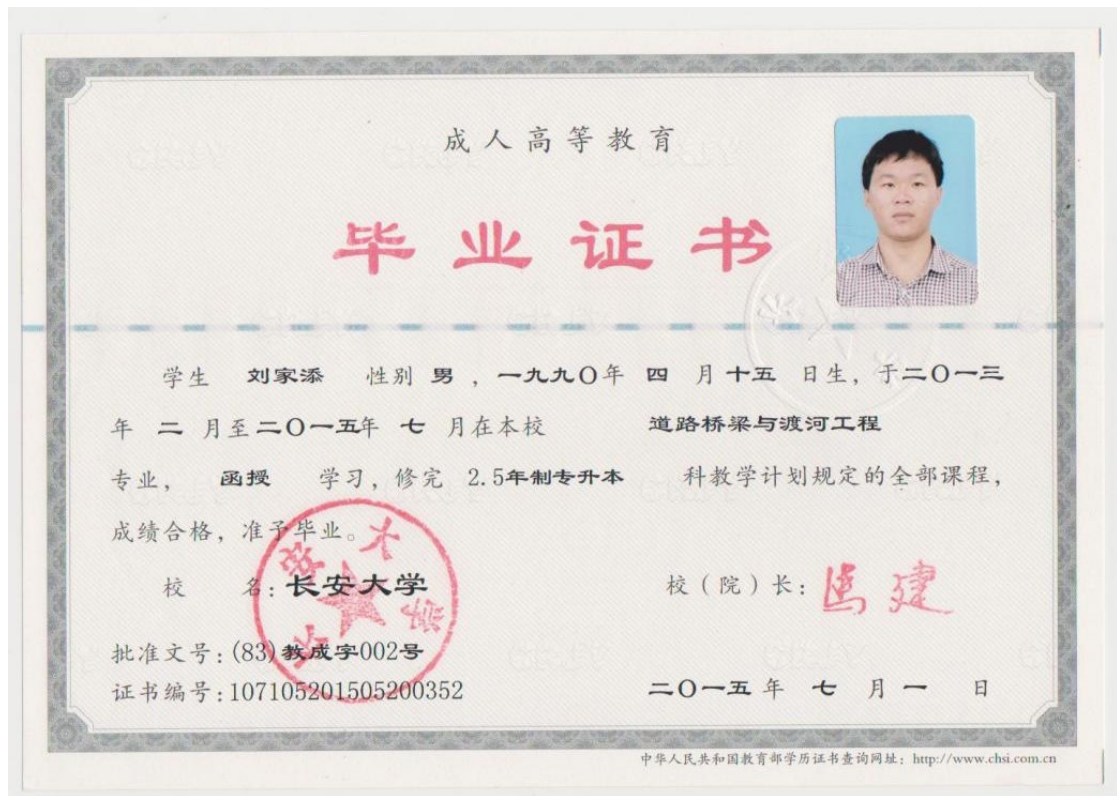 成人高等教育
毕业证书
学生 刘家添 性别 男 ，一九九〇年 四 月 十五 日生，于二〇一三
年 二 月至二〇一五年 七 月在本校 道路桥梁与渡河工程
专业， 函授 学习，修完 2.5年制专升本 科教学计划规定的全部课程，
成绩合格，准予毕业。
校 名：长安大学
校（院）长：马建
批准文号：(83)教成字002号
证书编号：107105201505200352
二〇一五 年 七 月 一 日
长安大学
中华人民共和国教育部学历证书查询网址：http://www.chsi.com.cn